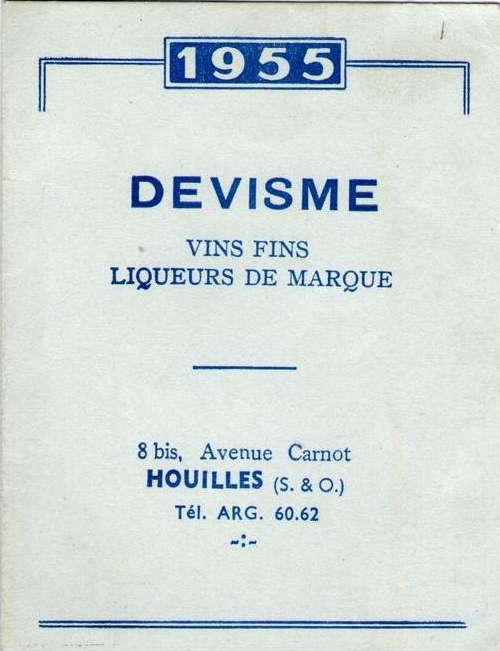 1955
DEVISME
VINS FINS
LIQUEURS DE MARQUE
8 bis, Avenue Carnot
HOUILLES (S. & O.)
Tél. ARG. 60.62
~:~